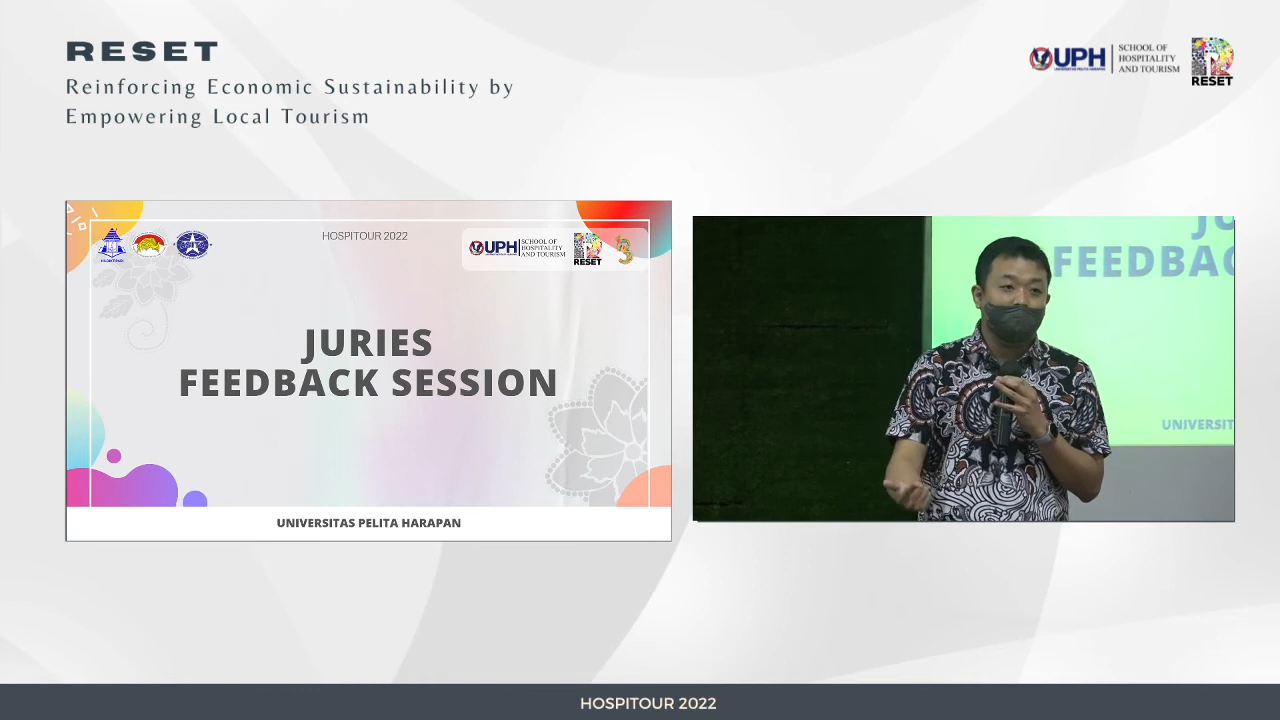 RESET
Reinforcing Economic Sustainability by
Empowering Local Tourism
UPH
SCHOOL OF
HOSPITALITY
AND TOURISM
RESET
HOSPITOUR 2022
UPH
SCHOOL OF
HOSPITALITY
AND TOURISM
RESET
JURIES
FEEDBACK SESSION
UNIVERSITAS PELITA HARAPAN
JU
FEEDBAC
UNIVERSIT
HOSPITOUR 2022